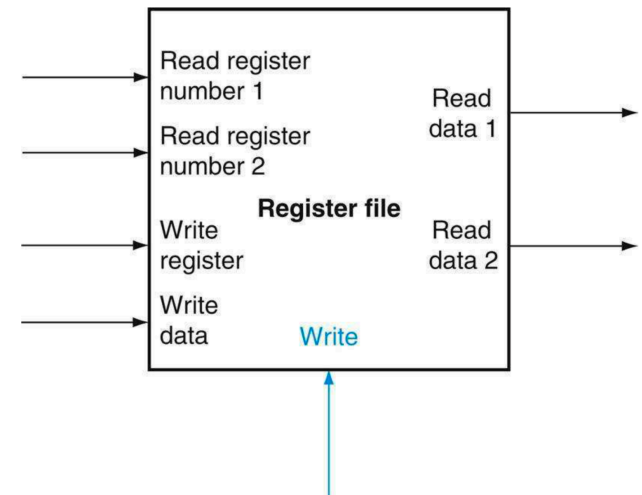 Read register
number 1
Read
data 1
Read register
number 2
Register file
Write
register
Read
data 2
Write
data
Write